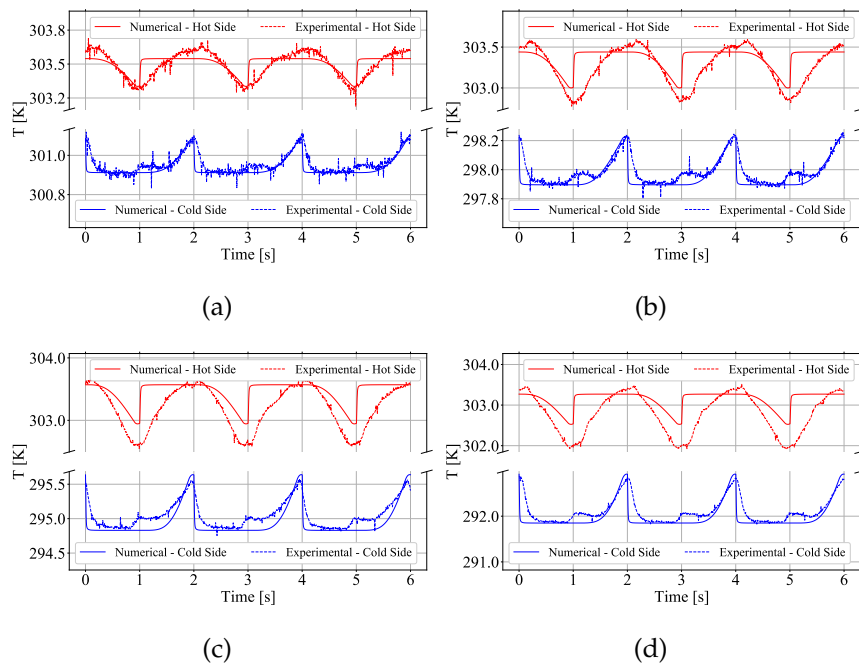 Numerical - Hot Side Experimental - Hot Side
303.8
303.5
303.2
T [K]
301.0
300.8
Numerical - Cold Side Experimental - Cold Side
0 1 2 3 4 5 6
Time [s]
(a)
Numerical - Hot Side Experimental - Hot Side
303.5
303.0
T [K]
298.2
298.0
297.8
Numerical - Cold Side Experimental - Cold Side
0 1 2 3 4 5 6
Time [s]
(b)
304.0
Numerical - Hot Side Experimental - Hot Side
303.0
T [K]
295.5
295.0
294.5
Numerical - Cold Side Experimental - Cold Side
0 1 2 3 4 5 6
Time [s]
(c)
304.0
Numerical - Hot Side Experimental - Hot Side
303.0
302.0
T [K]
292.0
291.0
Numerical - Cold Side Experimental - Cold Side
0 1 2 3 4 5 6
Time [s]
(d)